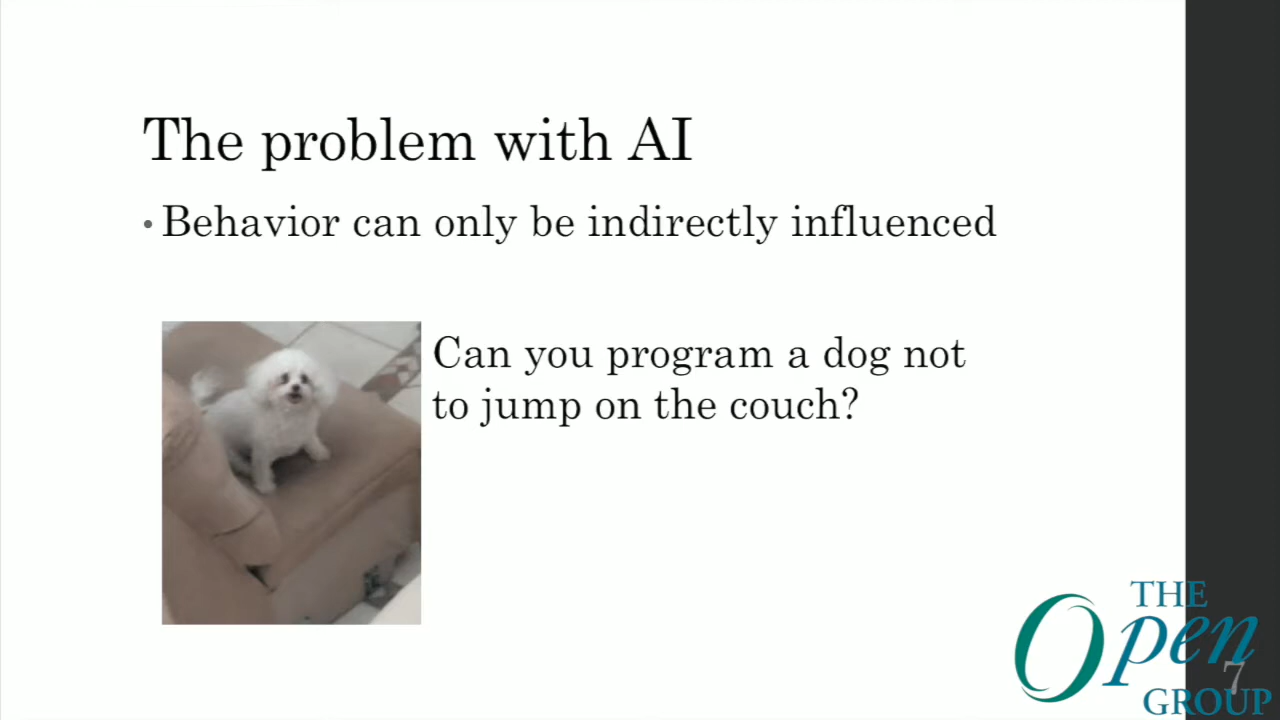 The problem with AI
• Behavior can only be indirectly influenced
Can you program a dog not
to jump on the couch?
THE
Open
GROUP
7